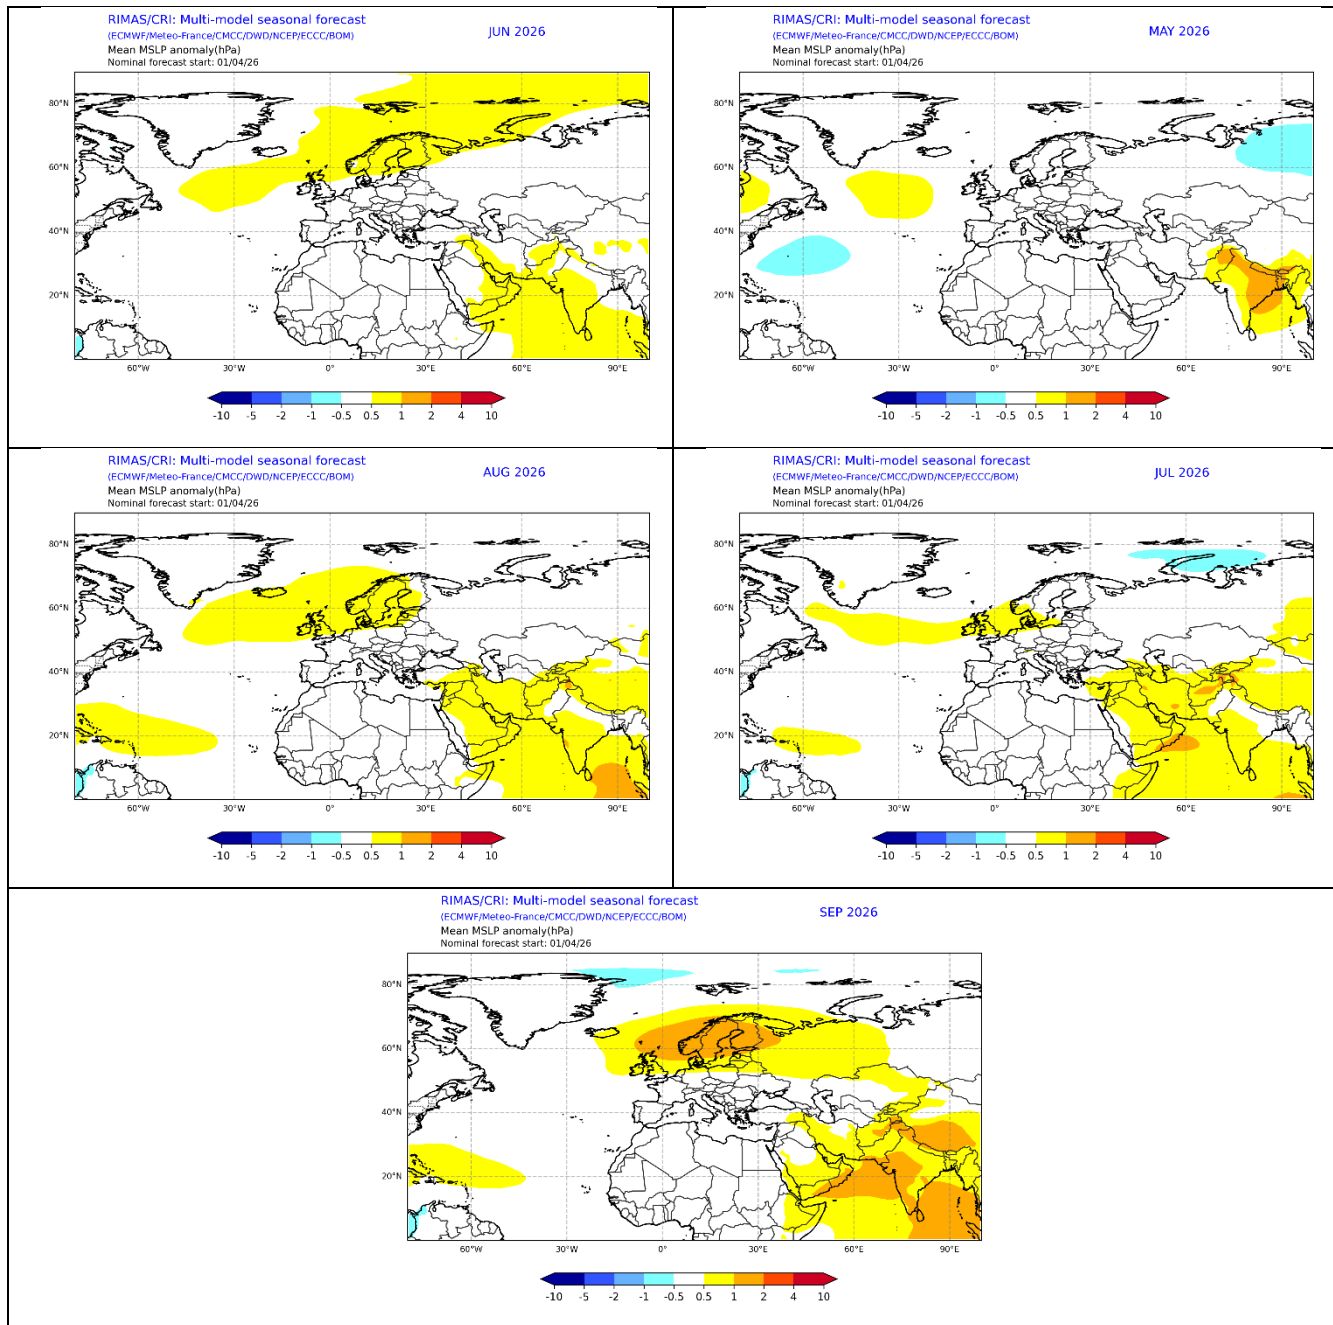 RIMAS/CRI: Multi-model seasonal forecast
(ECMWF/Meteo-France/CMCC/DWD/NCEP/ECCC/BOM)
JUN 2026
Mean MSLP anomaly(hPa)
Nominal forecast start: 01/04/26
80°N
60°N
40°N
20°N
60°W 30°W 0° 30°E 60°E 90°E
-10 -5 -2 -1 -0.5 0.5 1 2 4 10
RIMAS/CRI: Multi-model seasonal forecast
(ECMWF/Meteo-France/CMCC/DWD/NCEP/ECCC/BOM)
MAY 2026
Mean MSLP anomaly(hPa)
Nominal forecast start: 01/04/26
80°N
60°N
40°N
20°N
60°W 30°W 0° 30°E 60°E 90°E
-10 -5 -2 -1 -0.5 0.5 1 2 4 10
RIMAS/CRI: Multi-model seasonal forecast
(ECMWF/Meteo-France/CMCC/DWD/NCEP/ECCC/BOM)
AUG 2026
Mean MSLP anomaly(hPa)
Nominal forecast start: 01/04/26
80°N
60°N
40°N
20°N
60°W 30°W 0° 30°E 60°E 90°E
-10 -5 -2 -1 -0.5 0.5 1 2 4 10
RIMAS/CRI: Multi-model seasonal forecast
(ECMWF/Meteo-France/CMCC/DWD/NCEP/ECCC/BOM)
JUL 2026
Mean MSLP anomaly(hPa)
Nominal forecast start: 01/04/26
80°N
60°N
40°N
20°N
60°W 30°W 0° 30°E 60°E 90°E
-10 -5 -2 -1 -0.5 0.5 1 2 4 10
RIMAS/CRI: Multi-model seasonal forecast
(ECMWF/Meteo-France/CMCC/DWD/NCEP/ECCC/BOM)
SEP 2026
Mean MSLP anomaly(hPa)
Nominal forecast start: 01/04/26
80°N
60°N
40°N
20°N
60°W 30°W 0° 30°E 60°E 90°E
-10 -5 -2 -1 -0.5 0.5 1 2 4 10